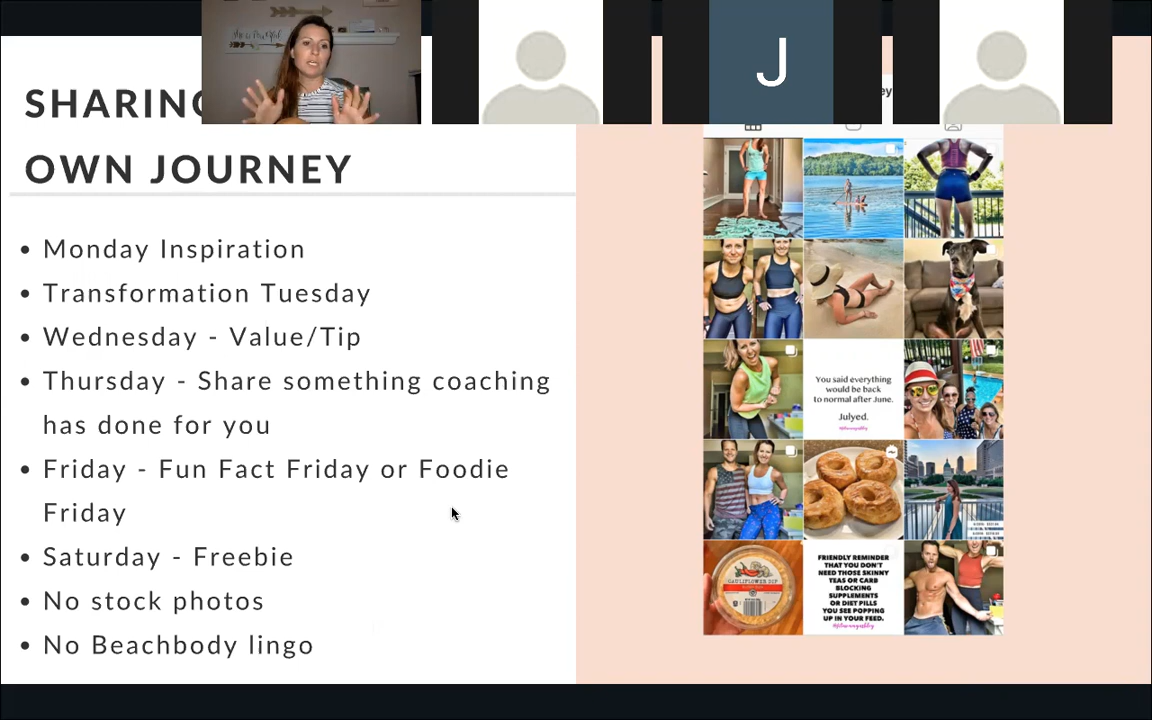 SHARING
OWN JOURNEY
• Monday Inspiration
• Transformation Tuesday
• Wednesday - Value/Tip
• Thursday - Share something coaching
has done for you
• Friday - Fun Fact Friday or Foodie
Friday
• Saturday - Freebie
• No stock photos
• No Beachbody lingo
J
You said everything
would be back
to normal after June.
Julyed.
CAULIFLOWER DIP
FRIENDLY REMINDER
THAT YOU DON'T
NEED THOSE SKINNY
TEAS OR CARB
BLOCKING
SUPPLEMENTS
OR DIET PILLS
YOU SEE POPPING
UP IN YOUR FEED.